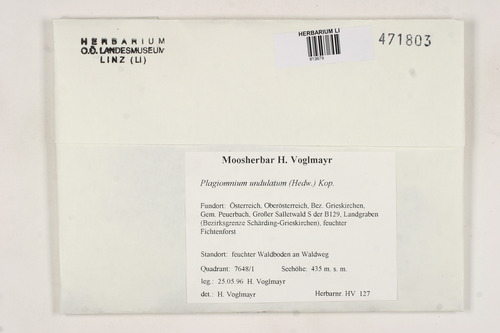 HERBARIUM
O.Ö. LANDESMUSEUM
LINZ (LI)
HERBARIUM LI
471803
Moosherbar H. Voglmayr
Plagiomnium undulatum (Hedw.) Kop.
Fundort: Österreich, Oberösterreich, Bez. Grieskirchen,
Gem. Peuerbach, Großer Salletwald S der B129, Landgraben
(Bezirksgrenze Schärding-Grieskirchen), feuchter
Fichtenforst
Standort: feuchter Waldboden an Waldweg
Quadrant: 7648/1 Seehöhe: 435 m. s. m.
leg.: 25.05.96 H. Voglmayr
det.: H. Voglmayr Herbarnr. HV 127